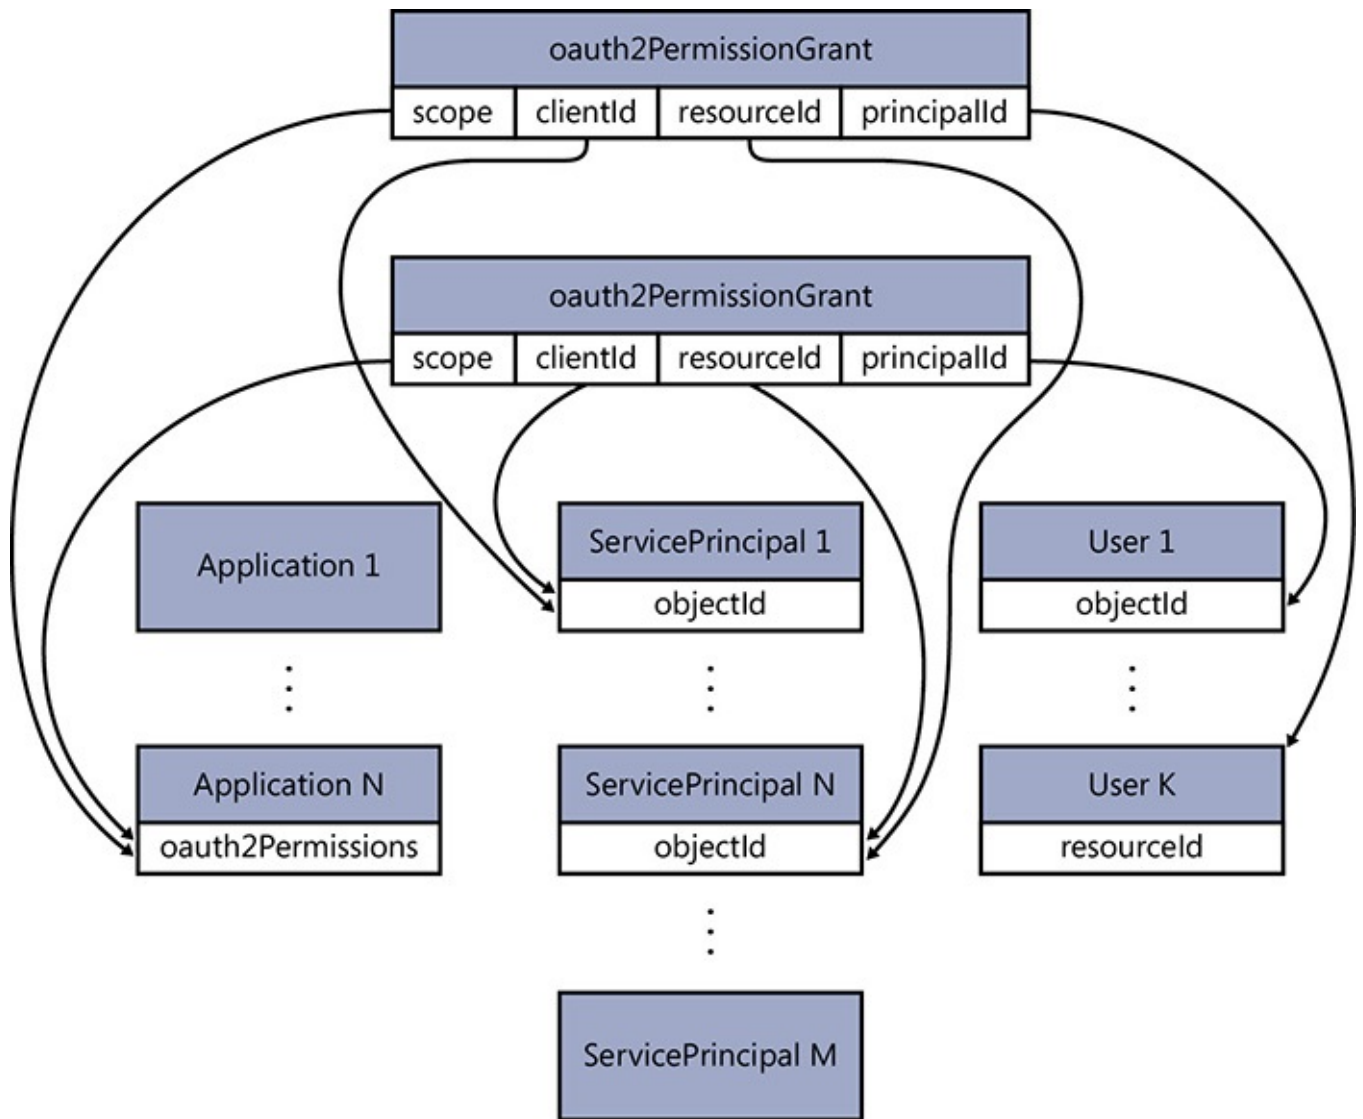 oauth2PermissionGrant
scope clientId resourceId principalId
oauth2PermissionGrant
scope clientId resourceId principalId
Application 1
ServicePrincipal 1
objectId
User 1
objectId
Application N
oauth2Permissions
ServicePrincipal N
objectId
User K
resourceId
ServicePrincipal M